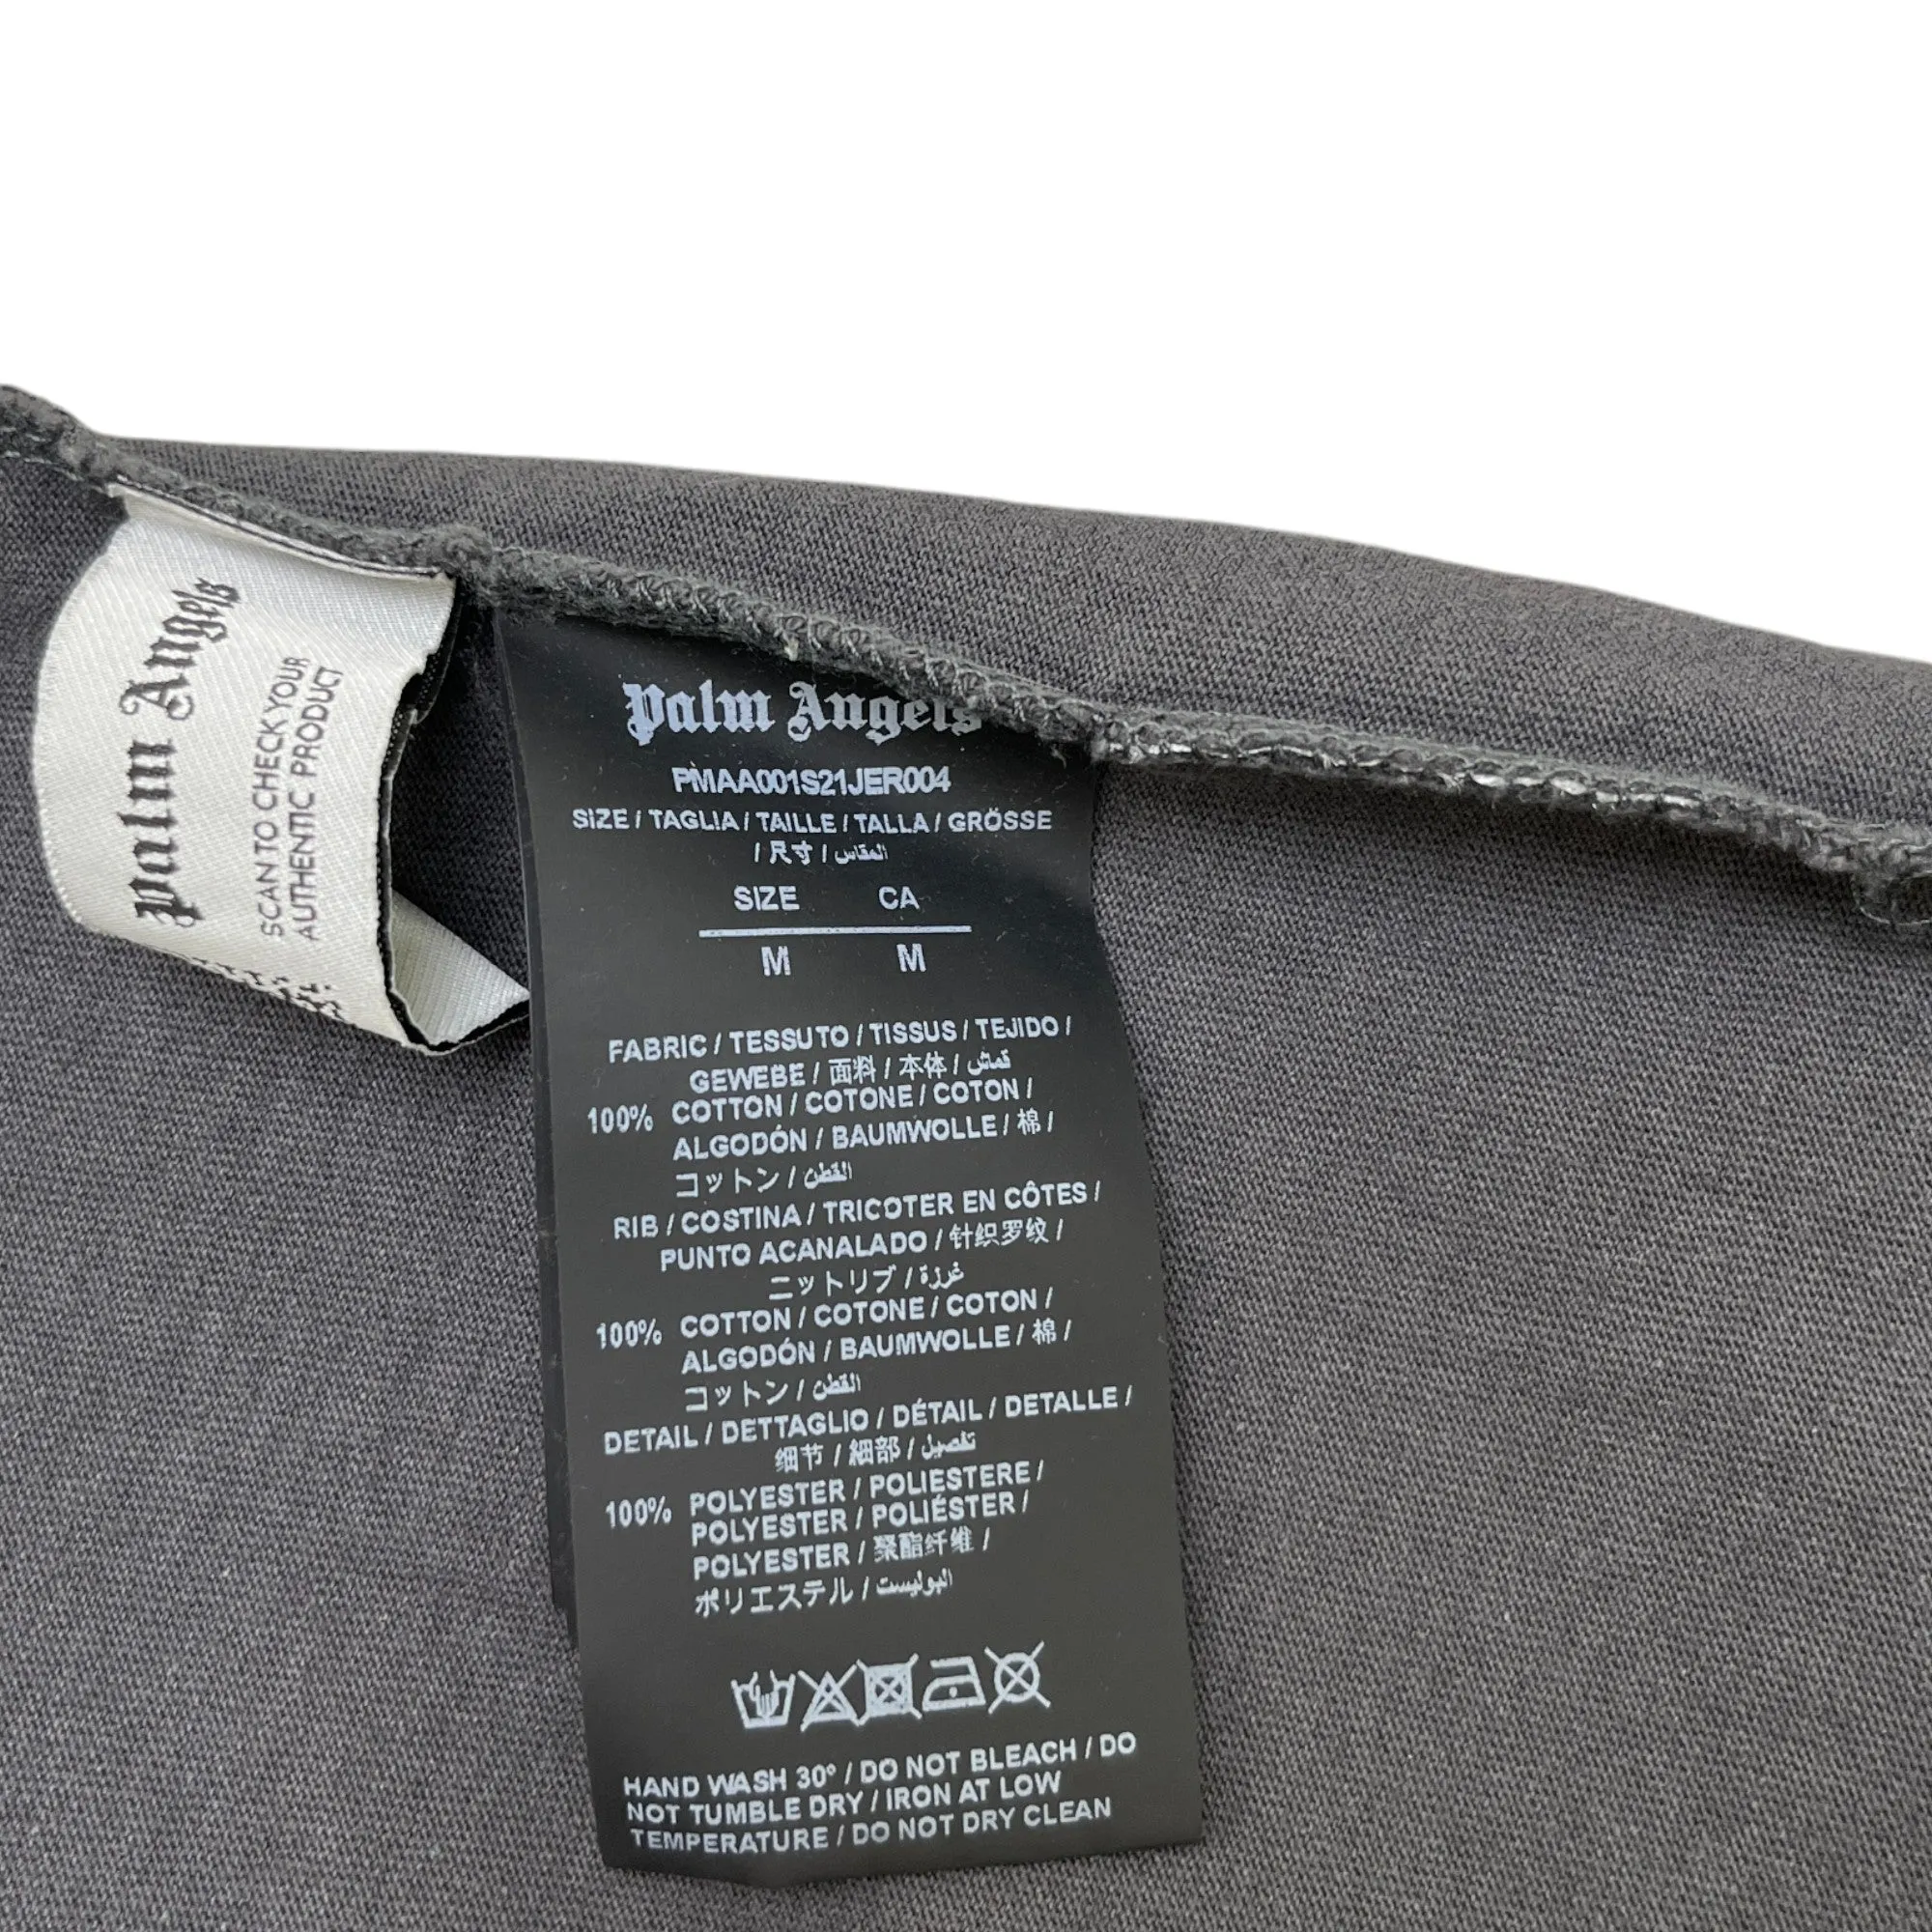 Palm Angels
SCAN TO CHECK YOUR
AUTHENTIC PRODUCT
Palm Angels
PMAA001S21JER004
SIZE / TAGLIA / TAILLE / TALLA / GRÖSSE
/ 尺寸 / المقاس
SIZE CA
M M
FABRIC / TESSUTO / TISSUS / TEJIDO /
GEWEBE / 面料 / 本体 / قماش
100% COTTON / COTONE / COTON /
ALGODÓN / BAUMWOLLE / 棉 /
コットン / القطن
RIB / COSTINA / TRICOTER EN CÔTES /
PUNTO ACANALADO / 针织罗纹 /
ニットリブ / غرزة
100% COTTON / COTONE / COTON /
ALGODÓN / BAUMWOLLE / 棉 /
コットン / القطن
DETAIL / DETTAGLIO / DÉTAIL / DETALLE /
细节 / 細部 / تفصيل
100% POLYESTER / POLIESTERE /
POLYESTER / POLIÉSTER /
POLYESTER / 聚酯纤维 /
ポリエステル / البوليست
HAND WASH 30° / DO NOT BLEACH / DO
NOT TUMBLE DRY / IRON AT LOW
TEMPERATURE / DO NOT DRY CLEAN